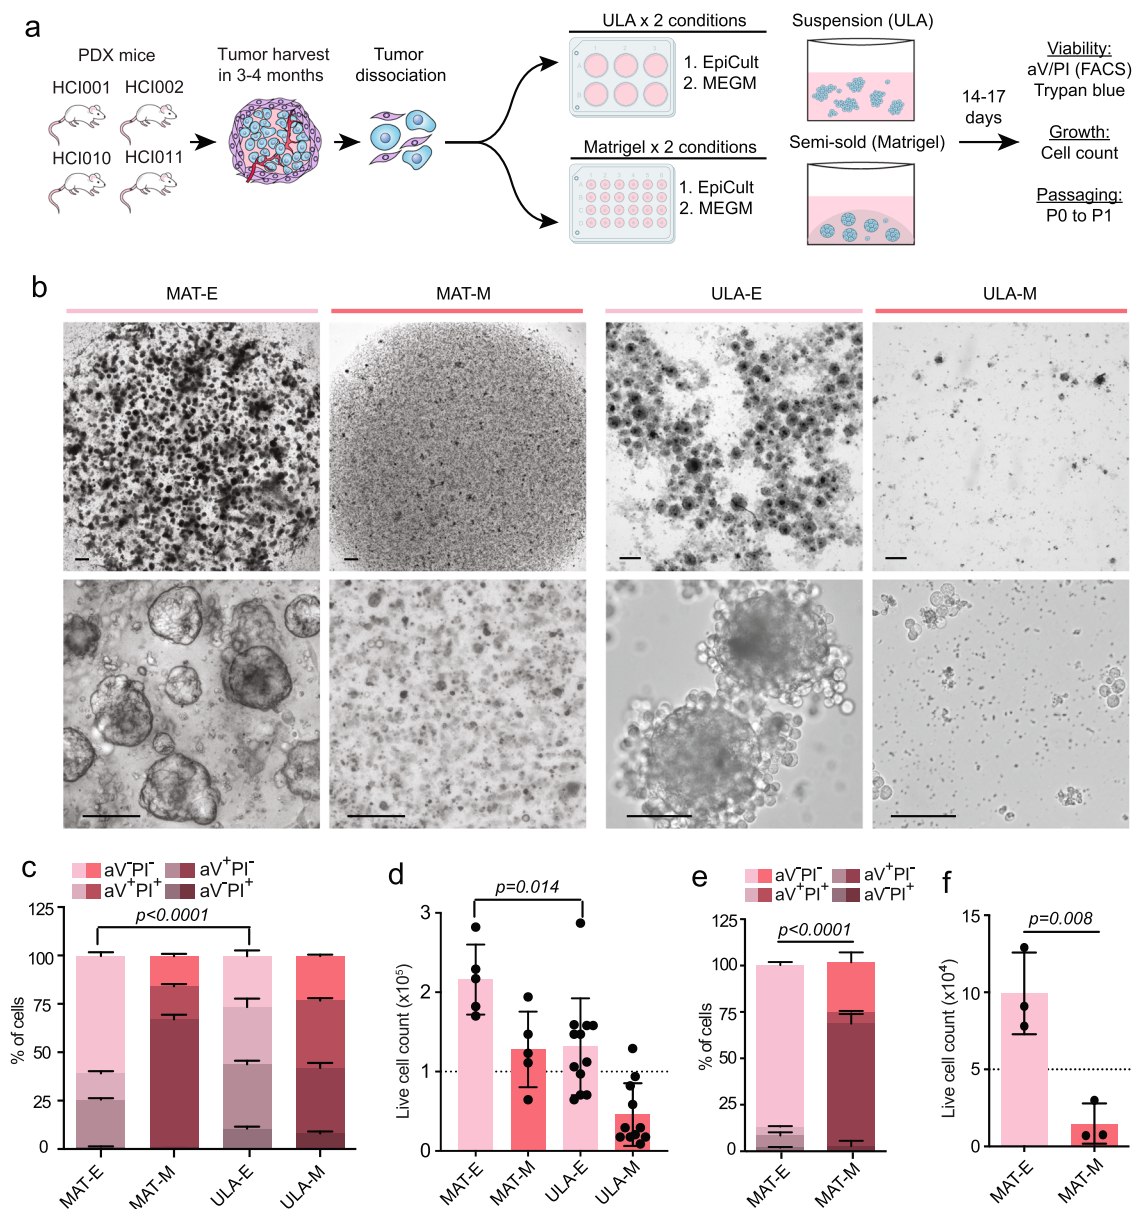 a
PDX mice
HCI001
HCI002
HCI010
HCI011
Tumor harvest
in 3-4 months
Tumor
dissociation
ULA x 2 conditions
1. EpiCult
2. MEGM
Matrigel x 2 conditions
1. EpiCult
2. MEGM
Suspension (ULA)
Semi-sold (Matrigel)
14-17
days
Viability:
aV/PI (FACS)
Trypan blue
Growth:
Cell count
Passaging:
P0 to P1
b
MAT-E
MAT-M
ULA-E
ULA-M
c
aV-PI-
aV+PI-
aV+PI+
aV-PI+
p<0.0001
% of cells
125
100
75
50
25
0
MAT-E
MAT-M
ULA-E
ULA-M
d
p=0.014
Live cell count (x10⁵)
3
2
1
0
MAT-E
MAT-M
ULA-E
ULA-M
e
aV-PI-
aV+PI-
aV+PI+
aV-PI+
p<0.0001
% of cells
125
100
75
50
25
0
MAT-E
MAT-M
f
p=0.008
Live cell count (x10⁴)
15
10
5
0
MAT-E
MAT-M